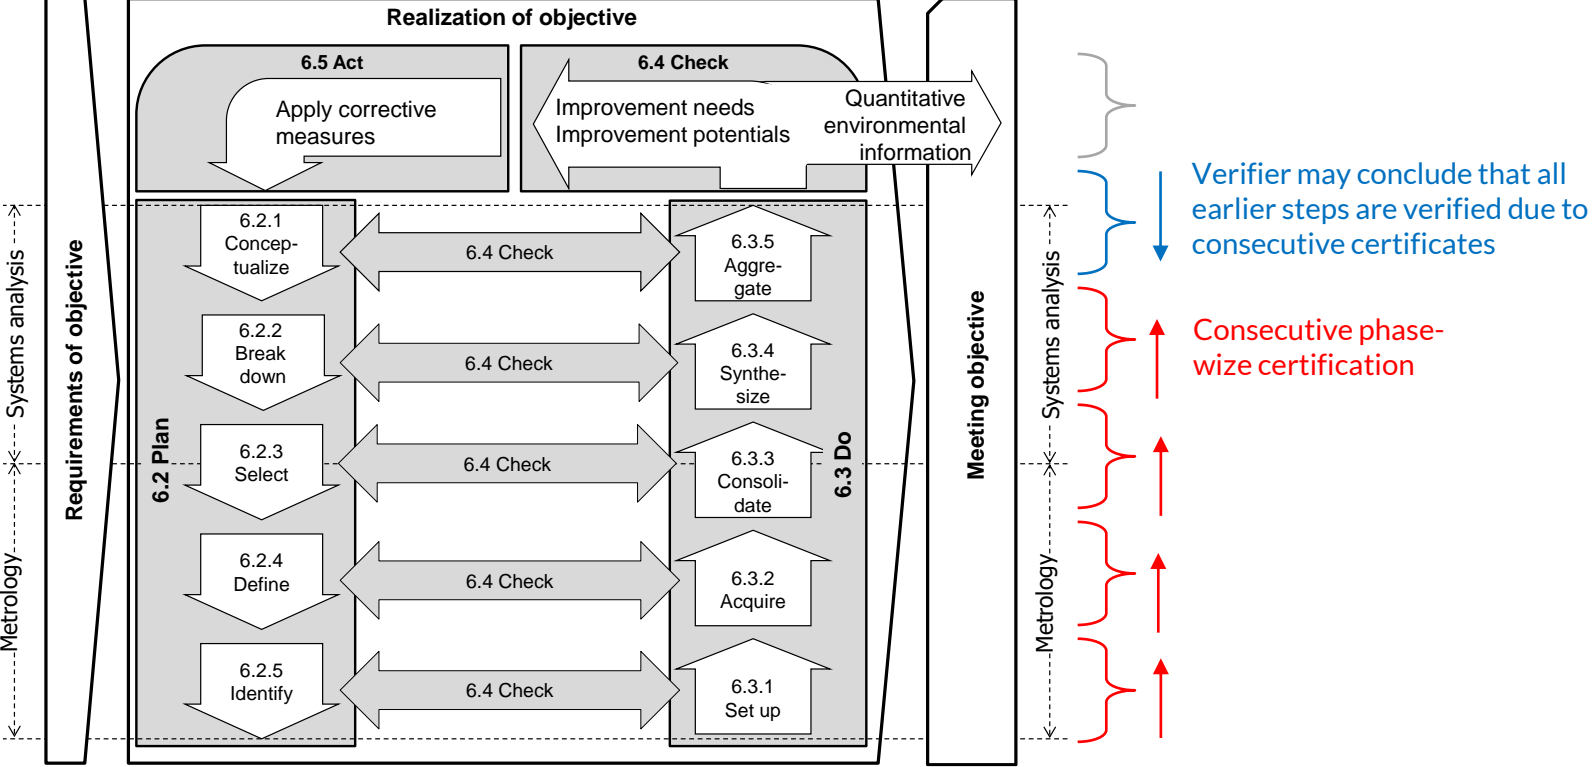 Realization of objective
6.5 Act
Apply corrective
measures
6.4 Check
Improvement needs
Improvement potentials
Quantitative
environmental
information
Requirements of objective
Meeting objective
Systems analysis
Metrology
6.2 Plan
6.2.1
Concep-
tualize
6.2.2
Break
down
6.2.3
Select
6.2.4
Define
6.2.5
Identify
6.4 Check
6.4 Check
6.4 Check
6.4 Check
6.4 Check
6.3 Do
6.3.5
Aggre-
gate
6.3.4
Synthe-
size
6.3.3
Consoli-
date
6.3.2
Acquire
6.3.1
Set up
Systems analysis
Metrology
Verifier may conclude that all
earlier steps are verified due to
consecutive certificates
Consecutive phase-
wize certification